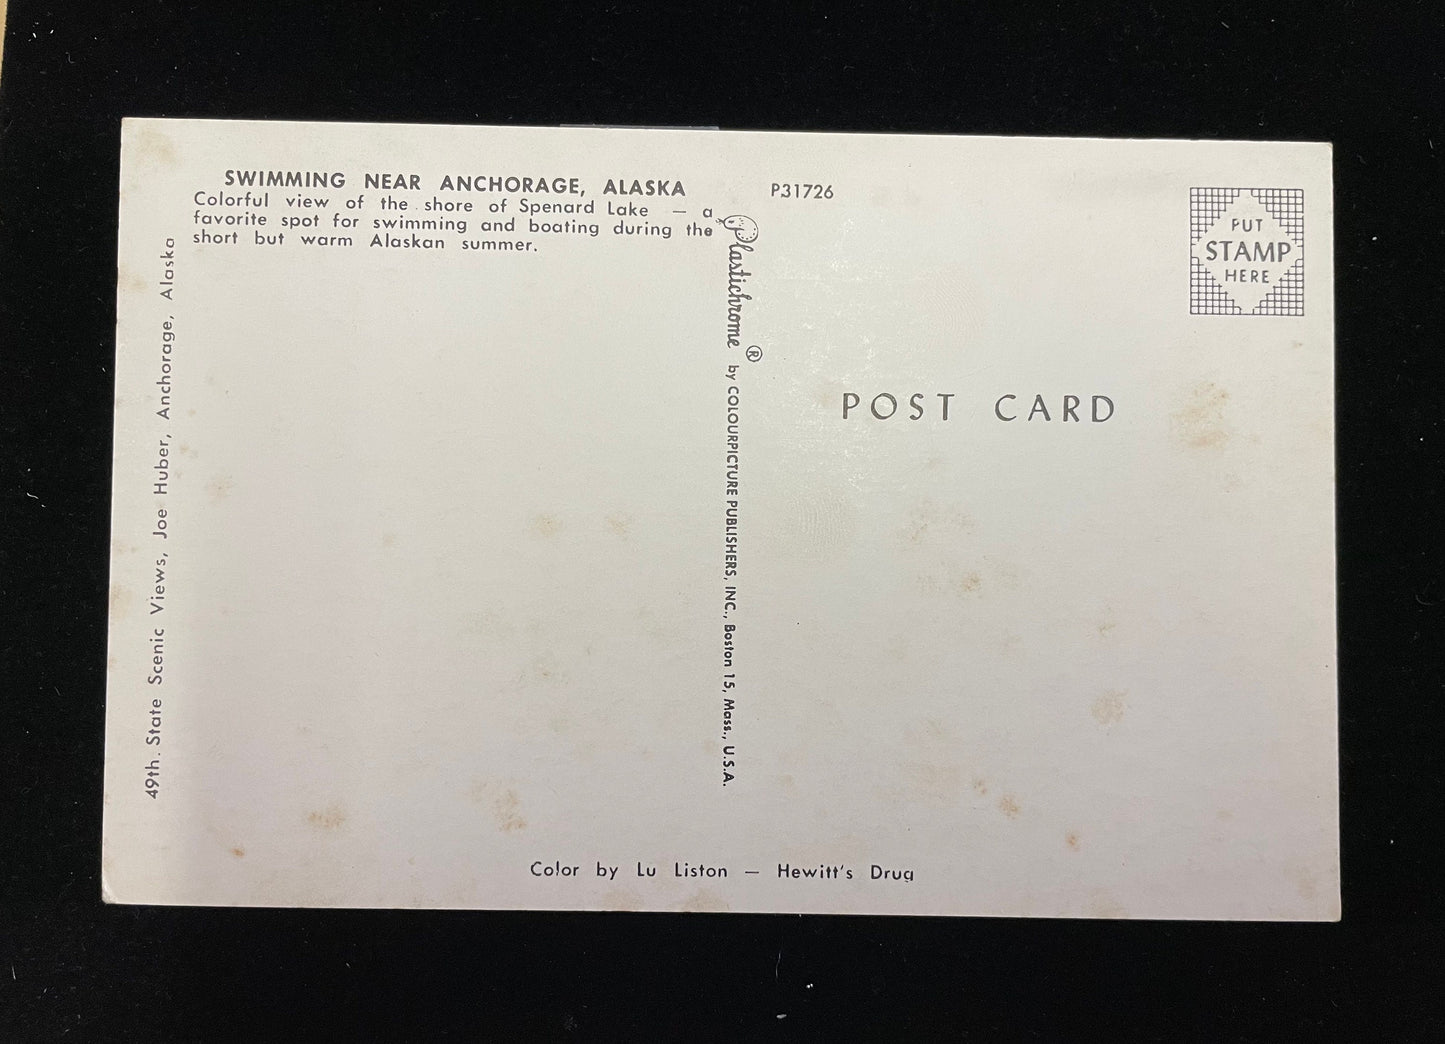 SWIMMING NEAR ANCHORAGE, ALASKA
Colorful view of the shore of Spenard Lake — a
favorite spot for swimming and boating during the
short but warm Alaskan summer.
P31726
PUT
STAMP
HERE
49th. State Scenic Views, Joe Huber, Anchorage, Alaska
Plastichrome ® by COLOURPICTURE PUBLISHERS, INC., Boston 15, Mass., U.S.A.
POST CARD
Color by Lu Liston — Hewitt's Drug